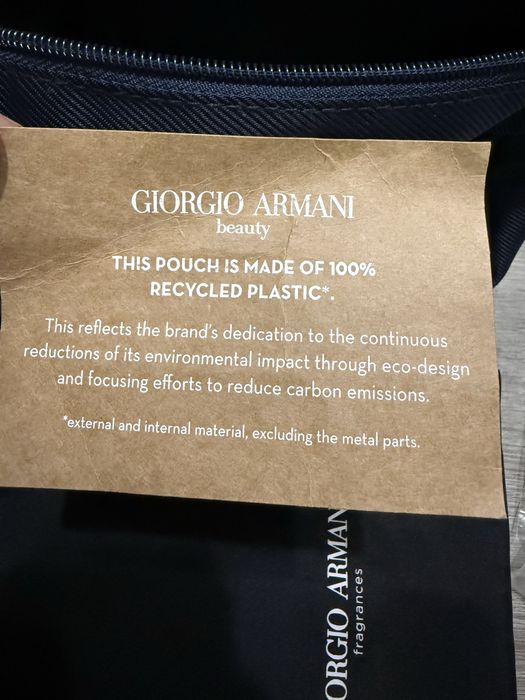 GIORGIO ARMANI
beauty
THIS POUCH IS MADE OF 100%
RECYCLED PLASTIC*.
This reflects the brand's dedication to the continuous
reductions of its environmental impact through eco-design
and focusing efforts to reduce carbon emissions.
*external and internal material, excluding the metal parts.
ORGIO ARMAN
fragrances